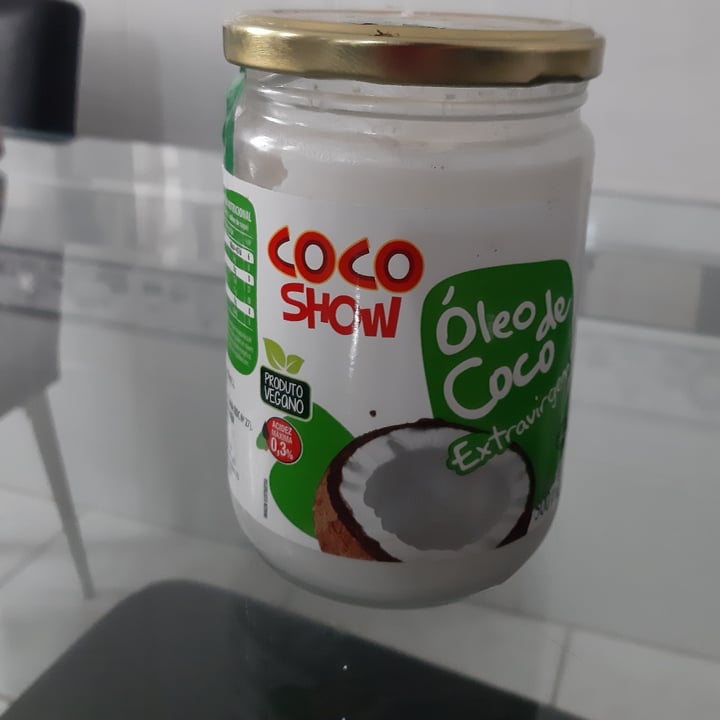 COCO
SHOW
Óleo de
Coco
Extravirgem
PRODUTO
VEGANO
ACIDEZ
MÁXIMA
0,3%